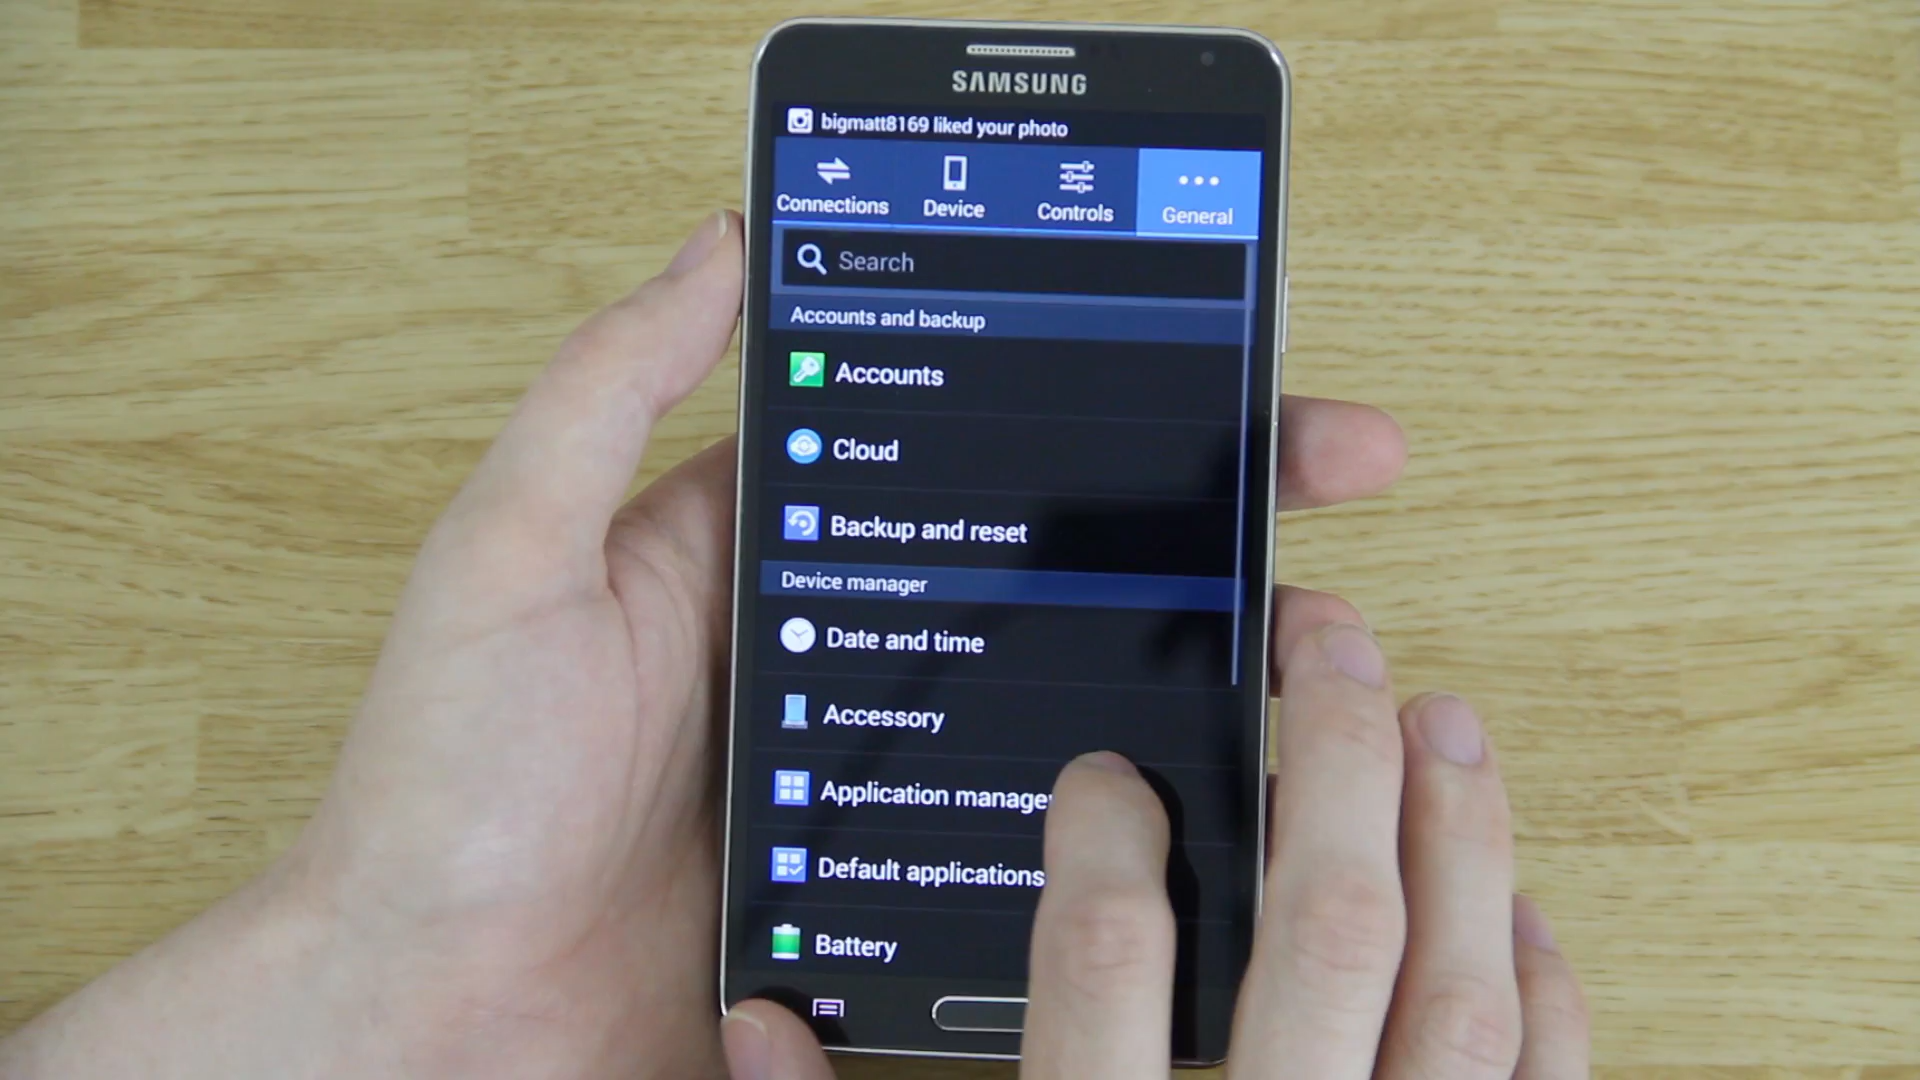 SAMSUNG
bigmatt8169 liked your photo
Connections
Device
Controls
General
Search
Accounts and backup
Accounts
Cloud
Backup and reset
Device manager
Date and time
Accessory
Application manager
Default applications
Battery